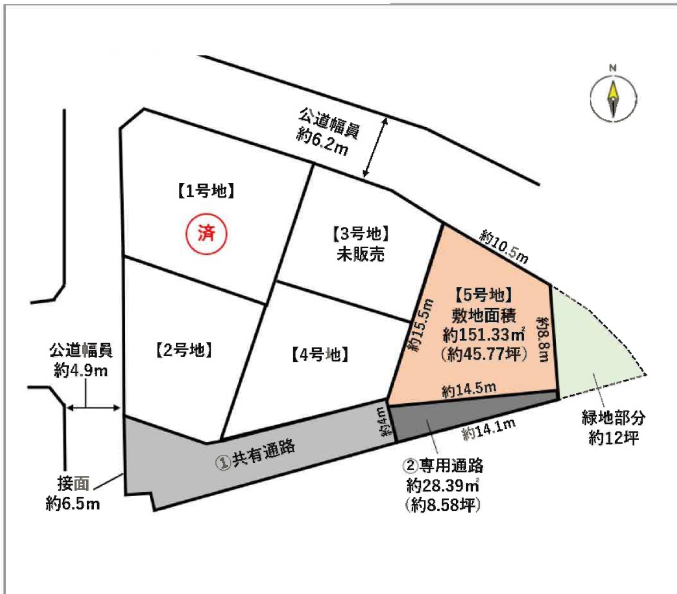 N
公道幅員
約6.2m
【1号地】
済
【3号地】
未販売
約10.5m
【5号地】
敷地面積
約151.33㎡
（約45.77坪）
約15.5m
約8.8m
【2号地】
【4号地】
公道幅員
約4.9m
約14.5m
約4m
約14.1m
緑地部分
約12坪
①共有通路
②専用通路
約28.39㎡
（約8.58坪）
接面
約6.5m